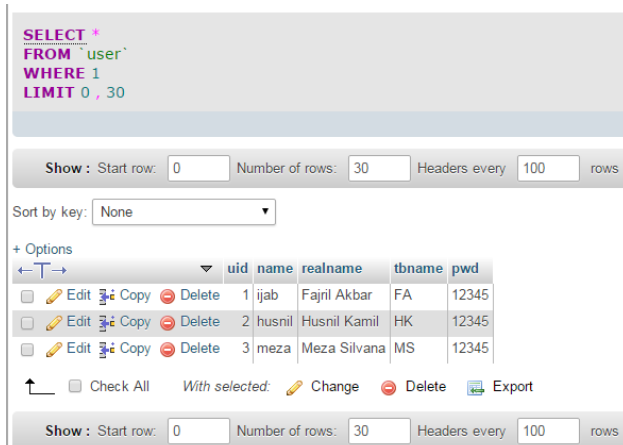 SELECT *
FROM `user`
WHERE 1
LIMIT 0 , 30
Show : Start row: 0 Number of rows: 30 Headers every 100 rows
Sort by key: None
+ Options
←T→ uid name realname tbname pwd
Edit Copy Delete 1 ijab Fajril Akbar FA 12345
Edit Copy Delete 2 husnil Husnil Kamil HK 12345
Edit Copy Delete 3 meza Meza Silvana MS 12345
Check All With selected: Change Delete Export
Show : Start row: 0 Number of rows: 30 Headers every 100 rows